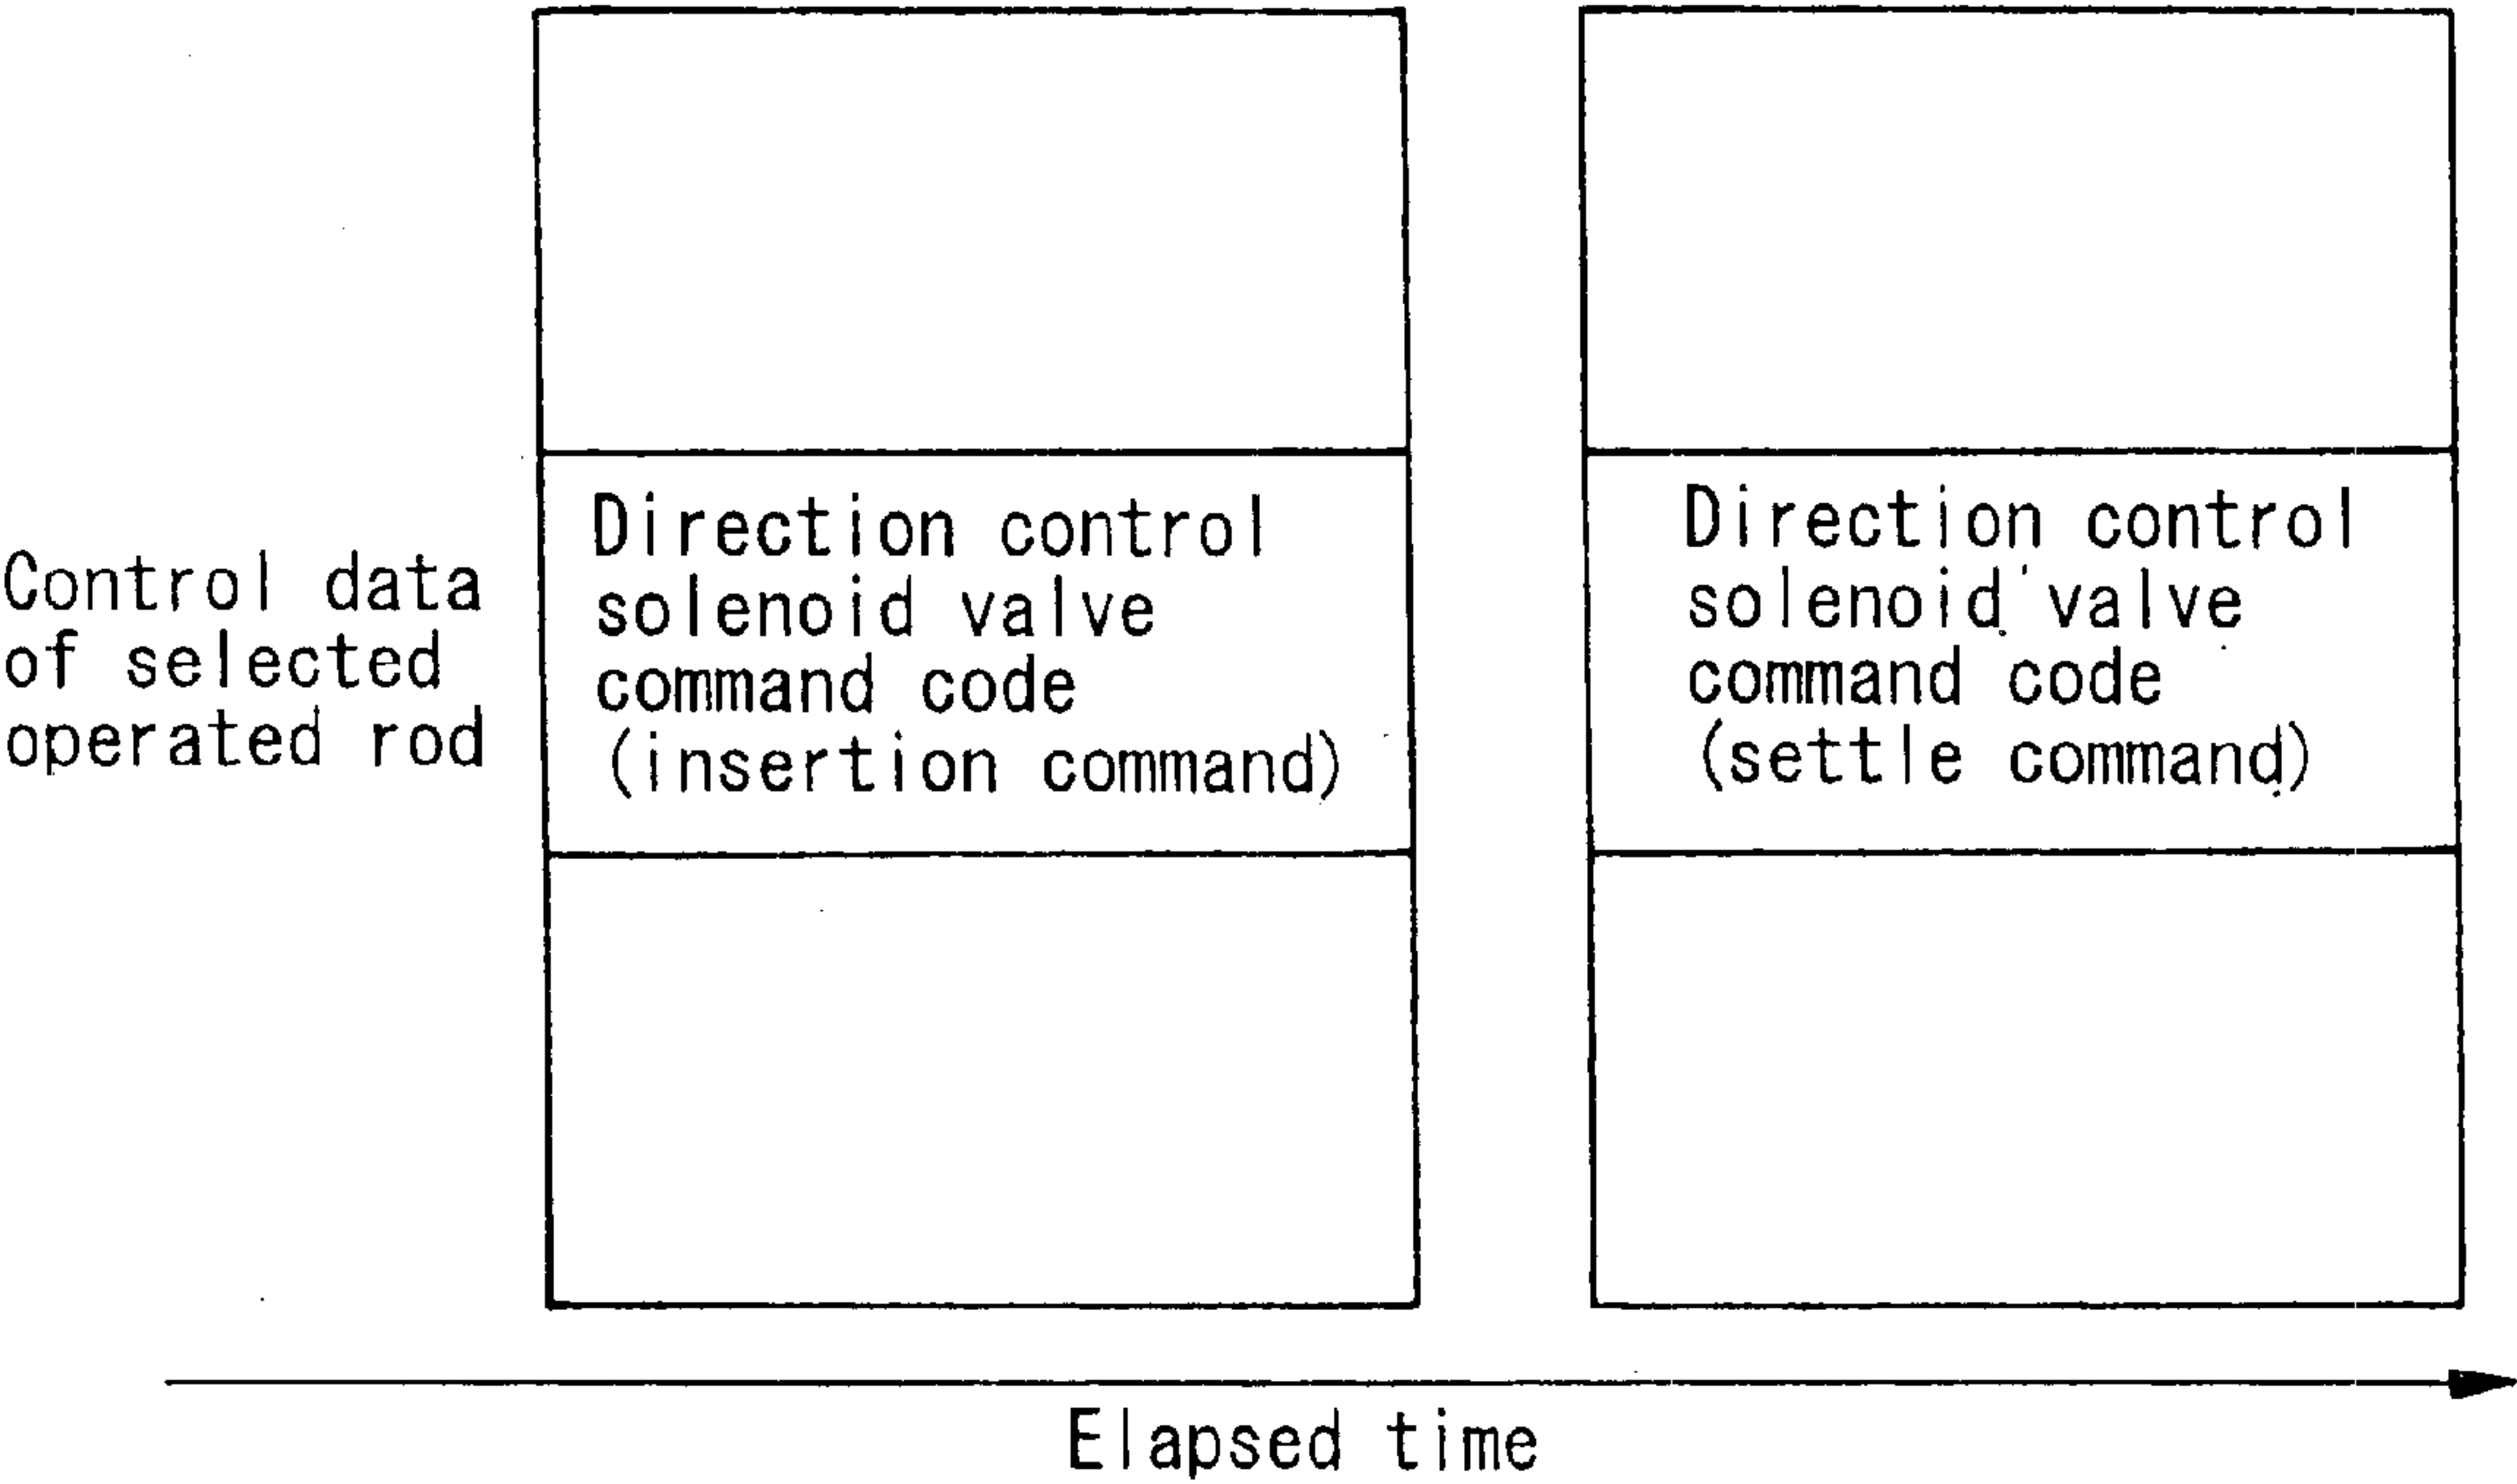 Control data
of selected
operated rod
Direction control
solenoid valve
command code
(insertion command)
Direction control
solenoid valve
command code
(settle command)
Elapsed time